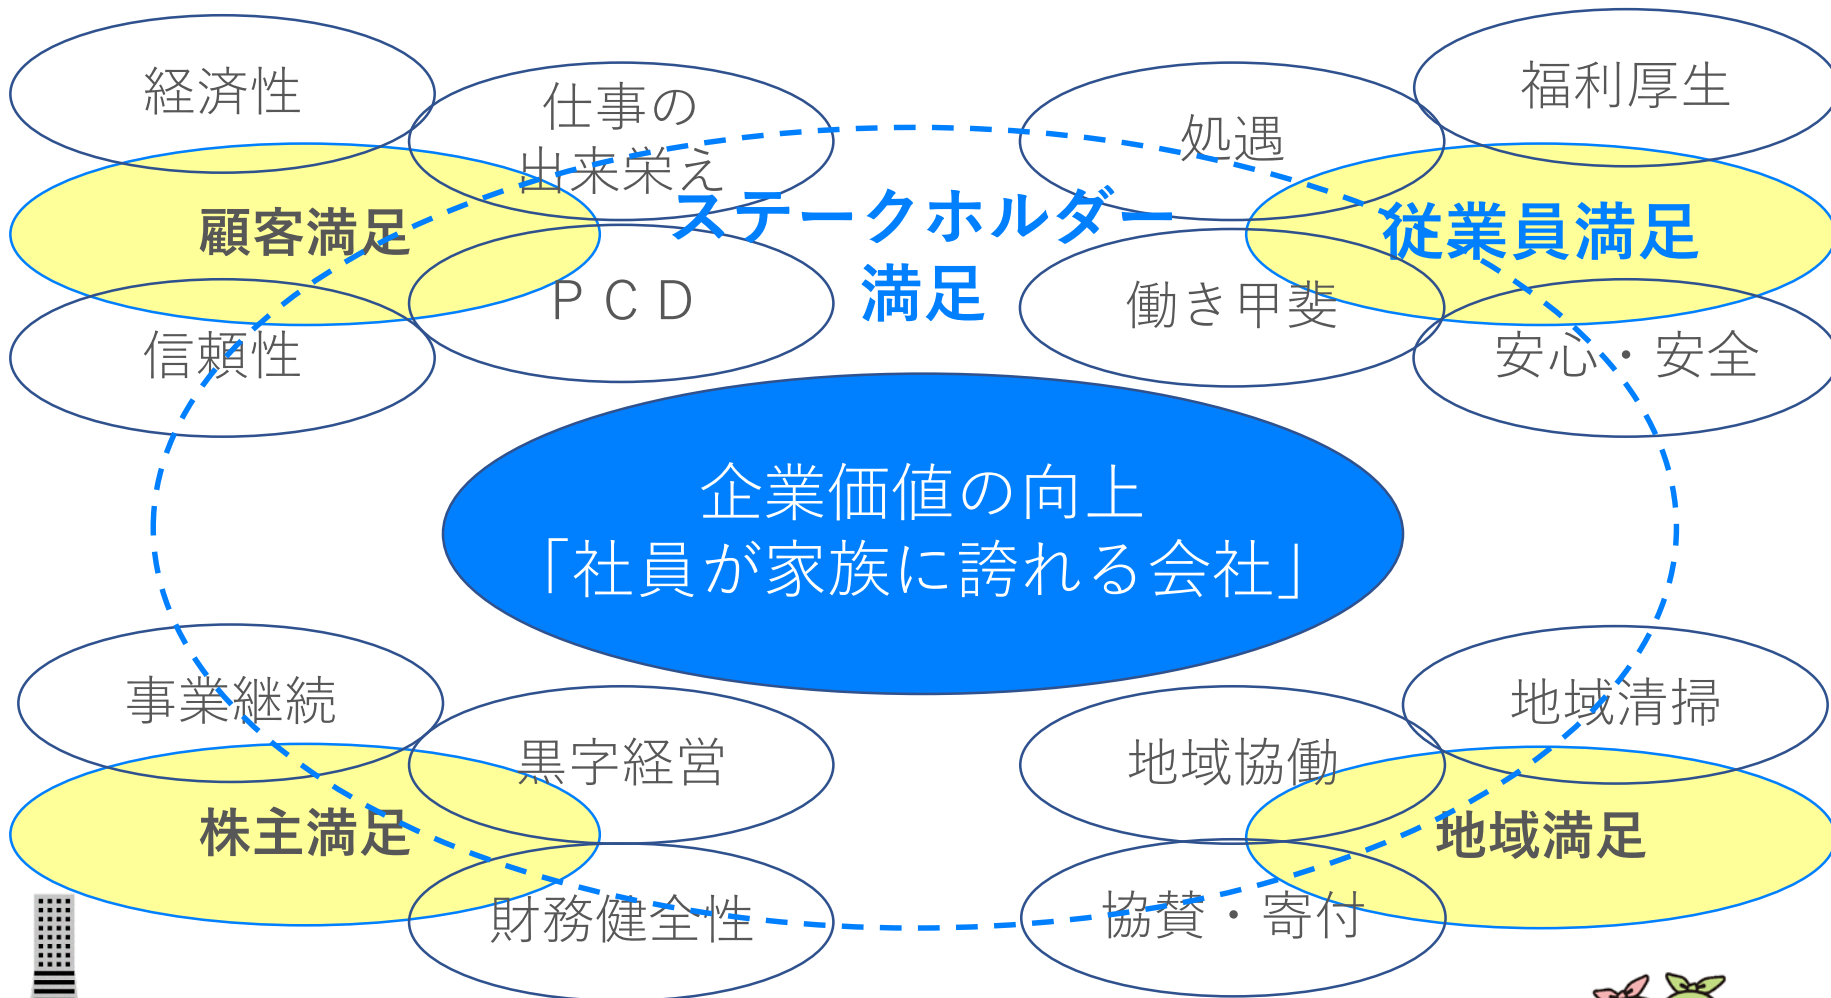 経済性
仕事の
出来栄え
顧客満足
信頼性
ＰＣＤ
ステークホルダー
満足
処遇
福利厚生
従業員満足
働き甲斐
安心・安全
企業価値の向上
「社員が家族に誇れる会社」
事業継続
黒字経営
株主満足
財務健全性
地域清掃
地域協働
地域満足
協賛・寄付